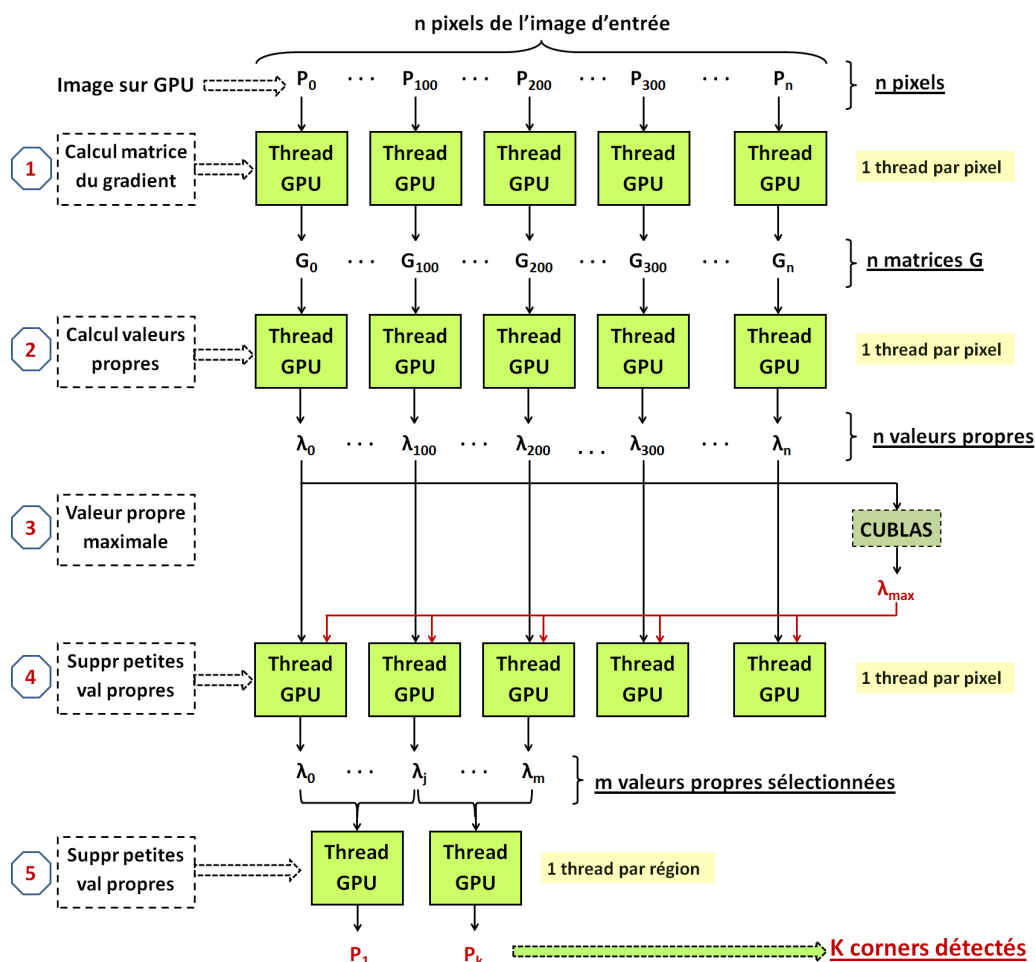 n pixels de l’image d’entrée
Image sur GPU
P0 ··· P100 ··· P200 ··· P300 ··· Pn
n pixels
1
Calcul matrice
du gradient
Thread
GPU
Thread
GPU
Thread
GPU
Thread
GPU
Thread
GPU
1 thread par pixel
G0 ··· G100 ··· G200 ··· G300 ··· Gn
n matrices G
2
Calcul valeurs
propres
Thread
GPU
Thread
GPU
Thread
GPU
Thread
GPU
Thread
GPU
1 thread par pixel
λ0 ··· λ100 ··· λ200 ... λ300 ··· λn
n valeurs propres
3
Valeur propre
maximale
CUBLAS
λmax
4
Suppr petites
val propres
Thread
GPU
Thread
GPU
Thread
GPU
Thread
GPU
Thread
GPU
1 thread par pixel
λ0 ··· λj ··· λm
m valeurs propres sélectionnées
5
Suppr petites
val propres
Thread
GPU
Thread
GPU
1 thread par région
P1
Pk
K corners détectés